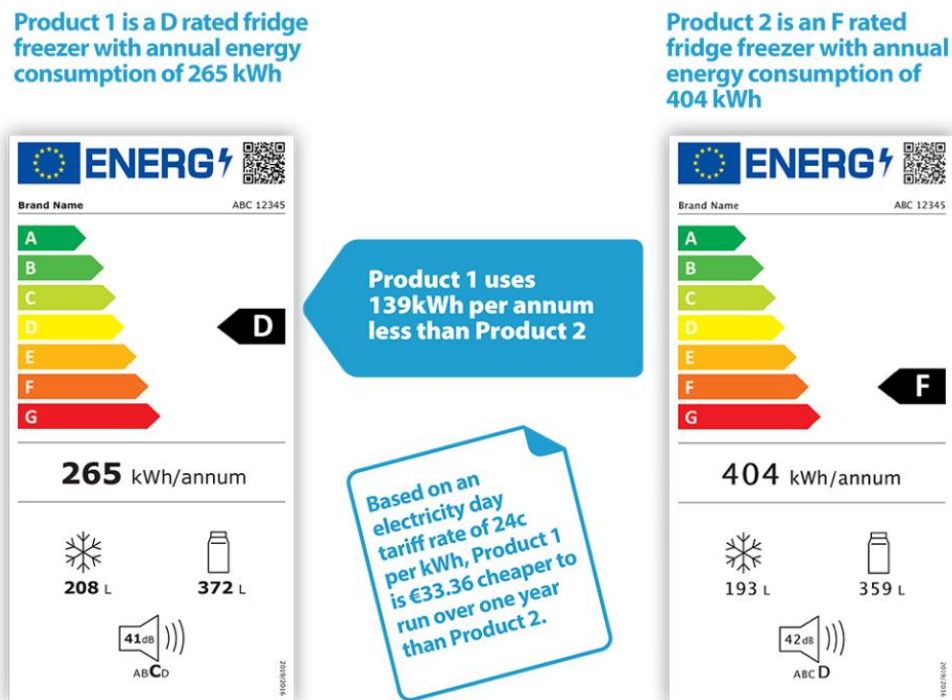 Product 1 is a D rated fridge
freezer with annual energy
consumption of 265 kWh
ENERG
Brand Name ABC 12345
A
B
C
D
E
F
G
D
265 kWh/annum
208 L 372 L
41dB
ABCD
2019/2016
Product 1 uses
139kWh per annum
less than Product 2
Based on an
electricity day
tariff rate of 24c
per kWh, Product 1
is €33.36 cheaper to
run over one year
than Product 2.
Product 2 is an F rated
fridge freezer with annual
energy consumption of
404 kWh
ENERG
Brand Name ABC 12345
A
B
C
D
E
F
G
F
404 kWh/annum
193 L 359 L
42dB
ABCD
2019/2016